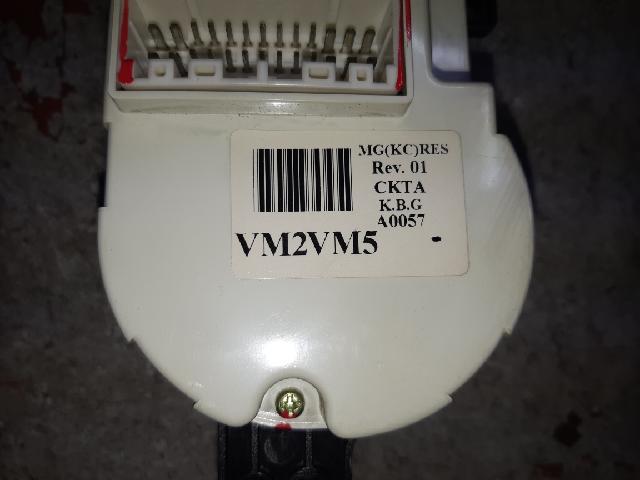 MG(KC)RES
Rev. 01
CKTA
K.B.G
A0057
VM2VM5 -